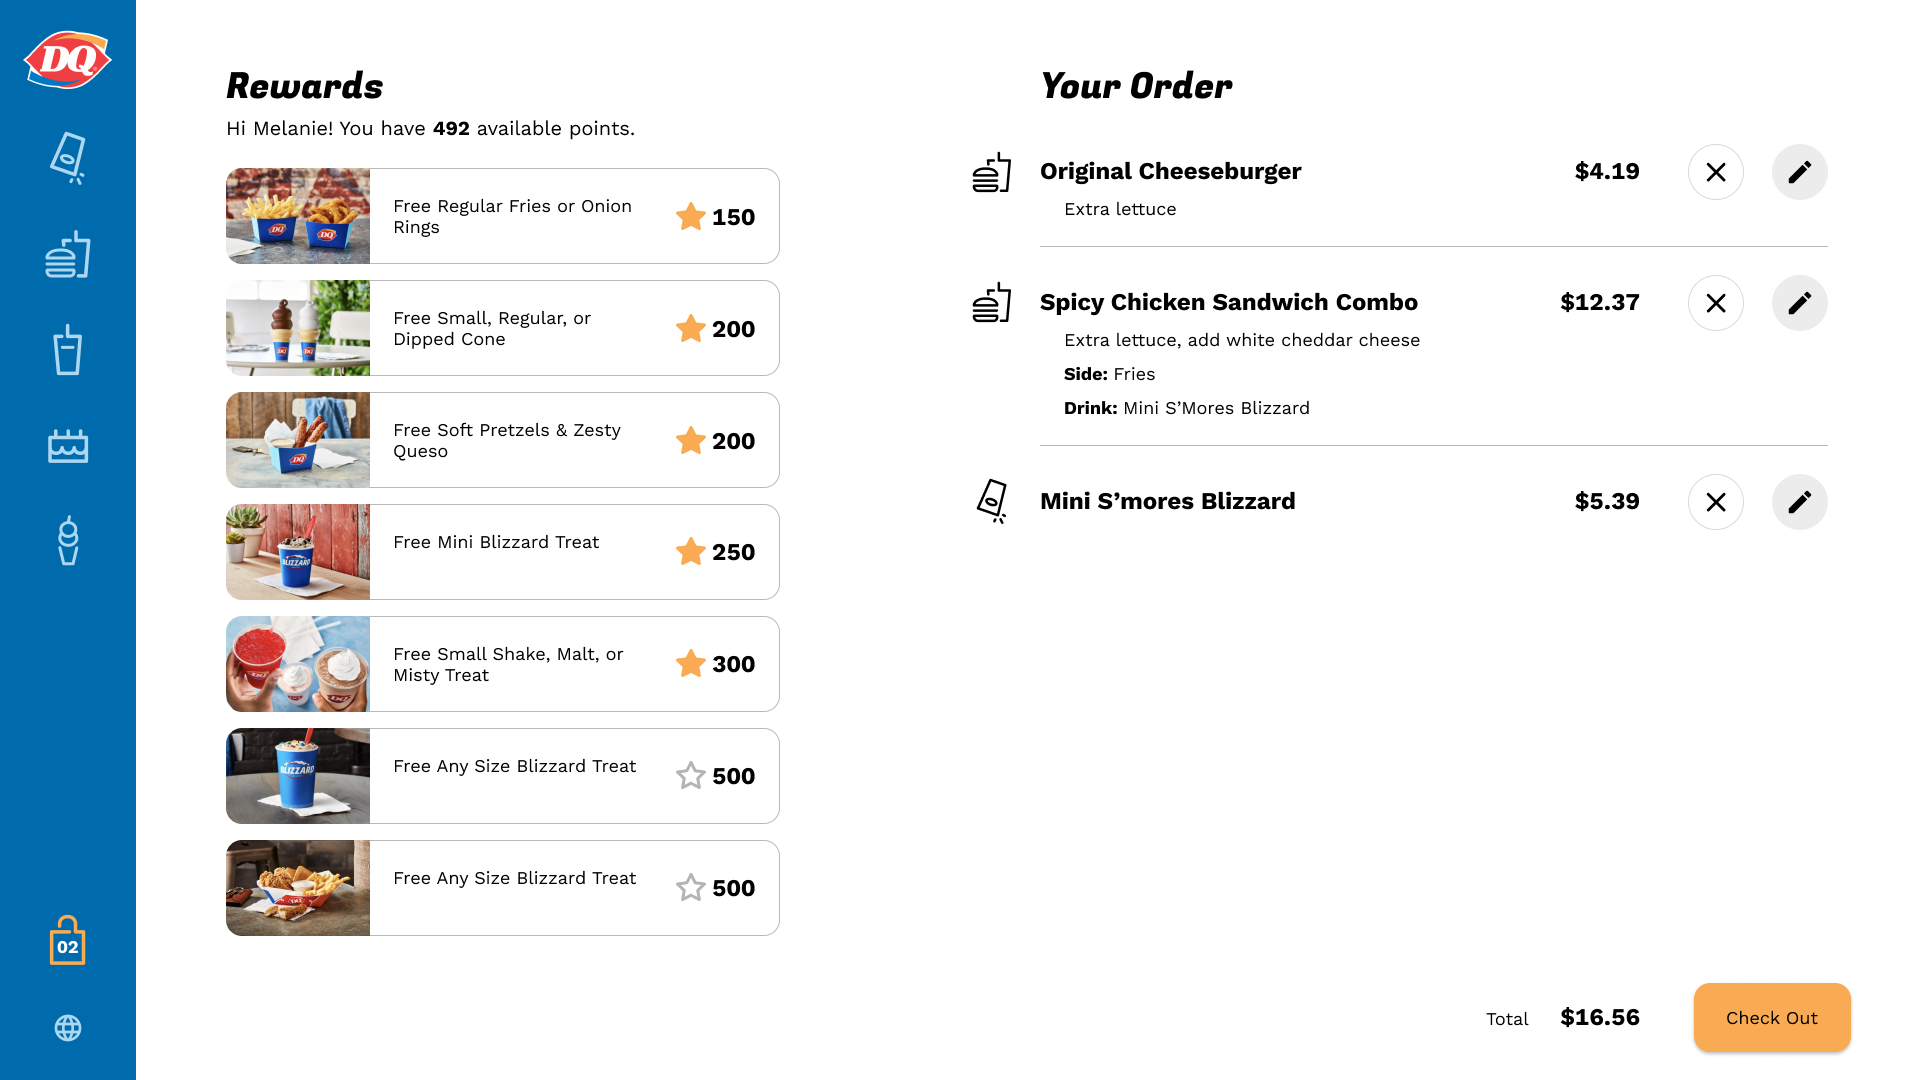 DQ
Rewards
Hi Melanie! You have 492 available points.
Free Regular Fries or Onion
Rings
150
Free Small, Regular, or
Dipped Cone
200
Free Soft Pretzels & Zesty
Queso
200
Free Mini Blizzard Treat
250
BLIZZARD
Free Small Shake, Malt, or
Misty Treat
300
Free Any Size Blizzard Treat
500
BLIZZARD
Free Any Size Blizzard Treat
500
02
Your Order
Original Cheeseburger
$4.19
Extra lettuce
Spicy Chicken Sandwich Combo
$12.37
Extra lettuce, add white cheddar cheese
Side: Fries
Drink: Mini S’Mores Blizzard
Mini S’mores Blizzard
$5.39
Total
$16.56
Check Out